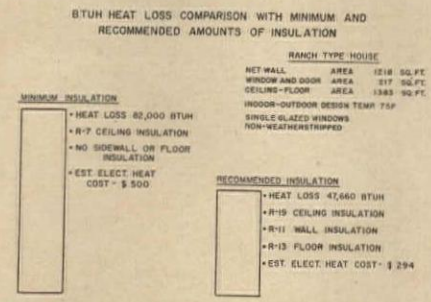 BTUH HEAT LOSS COMPARISON WITH MINIMUM AND
RECOMMENDED AMOUNTS OF INSULATION
RANCH TYPE HOUSE
NET WALL AREA 1218 SQ. FT.
WINDOW AND DOOR AREA 217 SQ. FT.
CEILING-FLOOR AREA 1383 SQ. FT.
INDOOR-OUTDOOR DESIGN TEMP. 75F
SINGLE GLAZED WINDOWS
NON-WEATHERSTRIPPED
MINIMUM INSULATION
• HEAT LOSS 82,000 BTUH
• R-7 CEILING INSULATION
• NO SIDEWALL OR FLOOR
INSULATION
• EST. ELECT. HEAT
COST - $ 500
RECOMMENDED INSULATION
• HEAT LOSS 47,660 BTUH
• R-19 CEILING INSULATION
• R-11 WALL INSULATION
• R-13 FLOOR INSULATION
• EST. ELECT. HEAT COST - $ 294